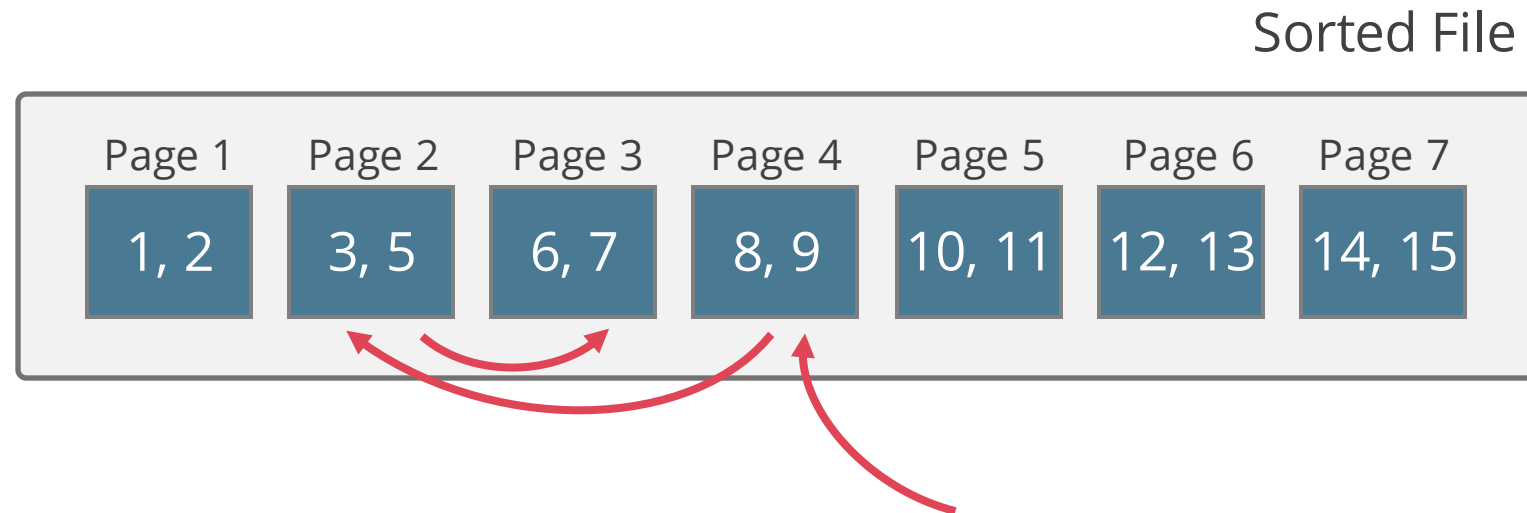 Sorted File
Page 1 Page 2 Page 3 Page 4 Page 5 Page 6 Page 7
1, 2 3, 5 6, 7 8, 9 10, 11 12, 13 14, 15